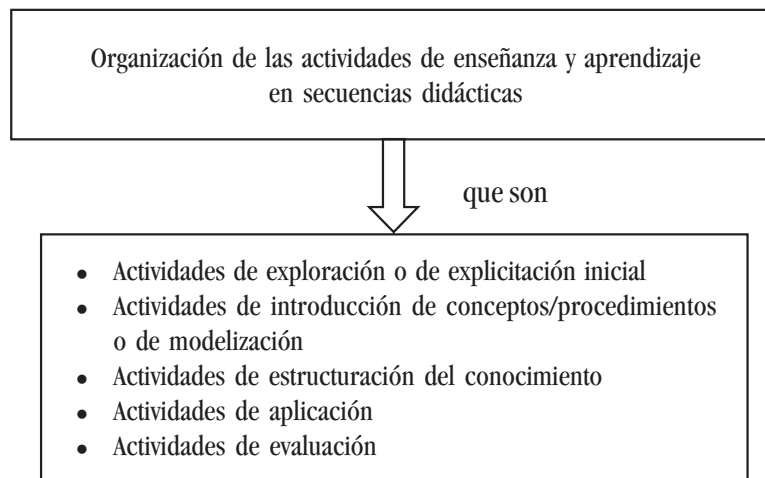 Organización de las actividades de enseñanza y aprendizaje
en secuencias didácticas
que son
• Actividades de exploración o de explicitación inicial
• Actividades de introducción de conceptos/procedimientos
o de modelización
• Actividades de estructuración del conocimiento
• Actividades de aplicación
• Actividades de evaluación